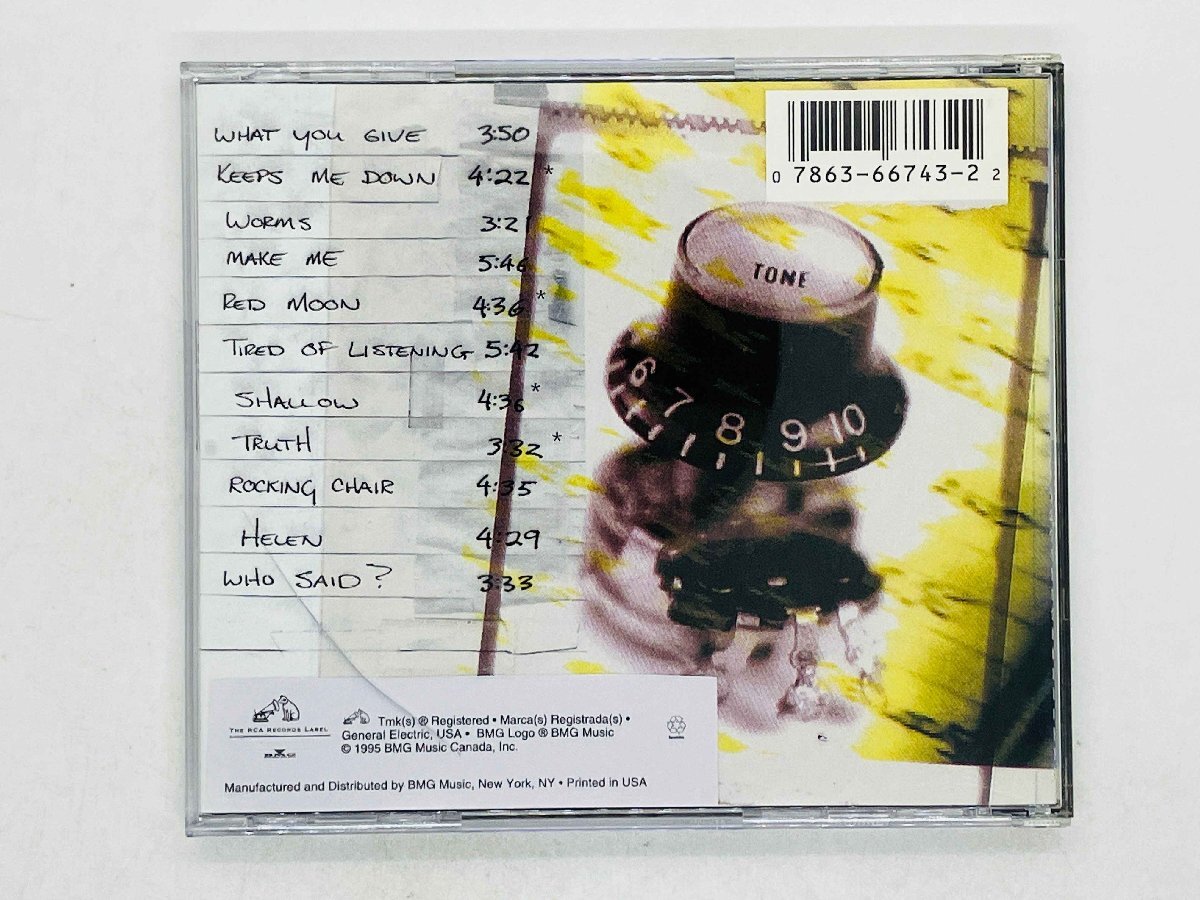 WHAT YOU GIVE 3:50
KEEPS ME DOWN 4:22 *
WORMS 3:21
MAKE ME 5:46
RED MOON 4:36 *
TIRED OF LISTENING 5:42
SHALLOW 4:36 *
TRUTH 3:32 *
ROCKING CHAIR 4:35
HELEN 4:29
WHO SAID? 3:33
0 7863-66743-2 2
TONE
6 7 8 9 10
THE RCA RECORDS LABEL
BMG
Tmk(s) ® Registered • Marca(s) Registrada(s) •
General Electric, USA • BMG Logo ® BMG Music
© 1995 BMG Music Canada, Inc.
Manufactured and Distributed by BMG Music, New York, NY • Printed in USA